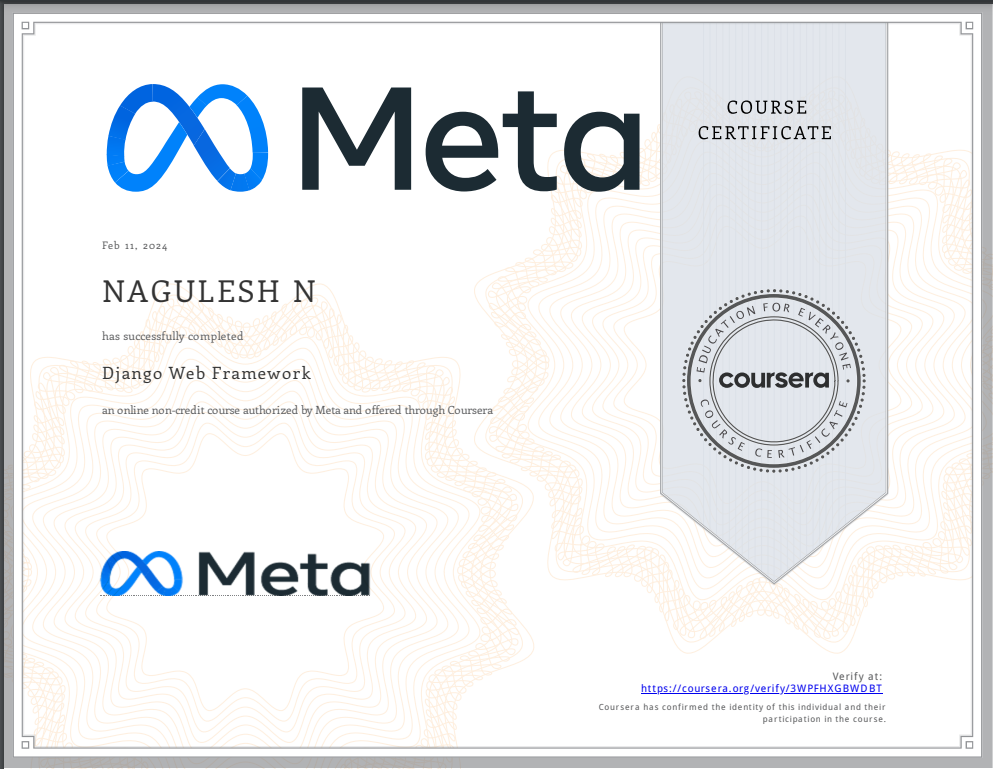 Meta
COURSE
CERTIFICATE
Feb 11, 2024
NAGULESH N
has successfully completed
Django Web Framework
an online non-credit course authorized by Meta and offered through Coursera
EDUCATION FOR EVERYONE
coursera
COURSE CERTIFICATE
Meta
Verify at:
https://coursera.org/verify/3WPFHXGBWDBT
Coursera has confirmed the identity of this individual and their
participation in the course.